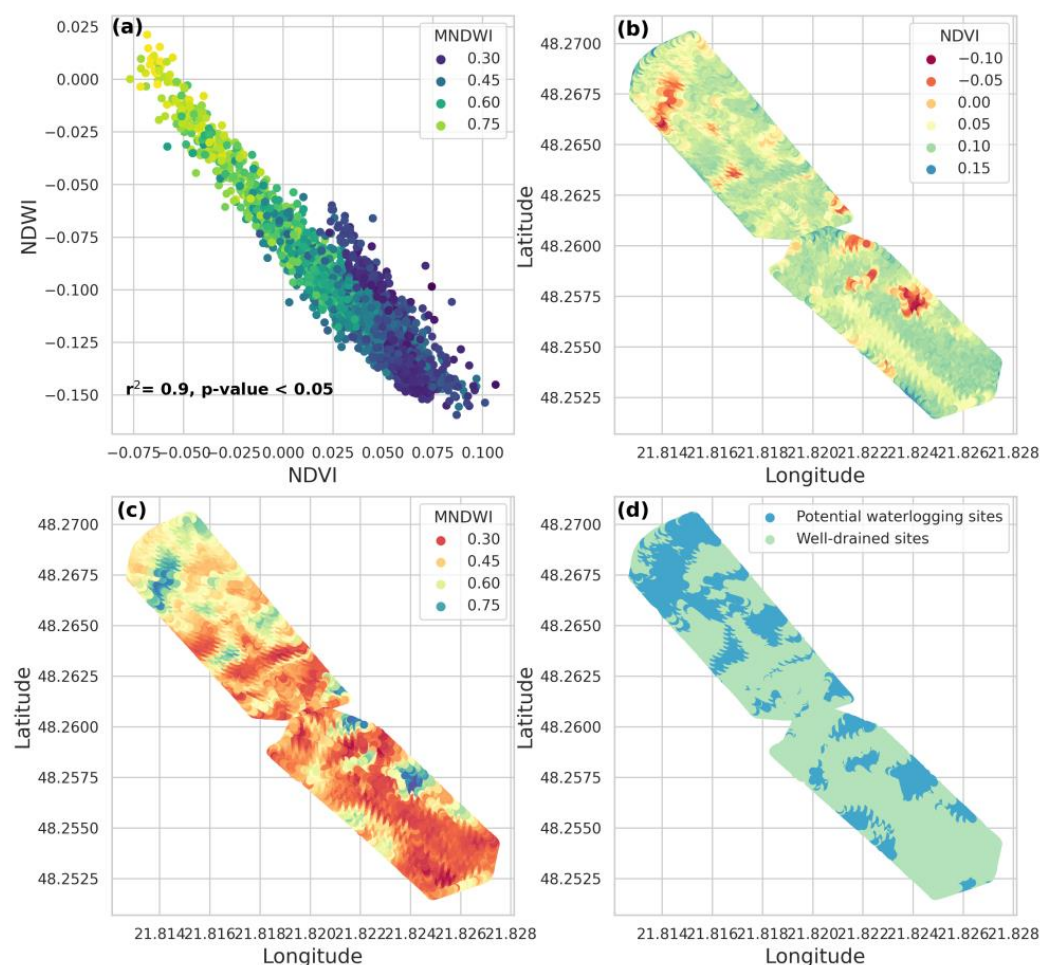 (a)
MNDWI
0.30
0.45
0.60
0.75
0.025
0.000
−0.025
−0.050
−0.075
−0.100
−0.125
−0.150
NDWI
r²= 0.9, p-value < 0.05
−0.075−0.050−0.025 0.000 0.025 0.050 0.075 0.100
NDVI
(b)
NDVI
−0.10
−0.05
0.00
0.05
0.10
0.15
48.2700
48.2675
48.2650
48.2625
48.2600
48.2575
48.2550
48.2525
Latitude
21.81421.81621.81821.82021.82221.82421.82621.828
Longitude
(c)
MNDWI
0.30
0.45
0.60
0.75
48.2700
48.2675
48.2650
48.2625
48.2600
48.2575
48.2550
48.2525
Latitude
21.81421.81621.81821.82021.82221.82421.82621.828
Longitude
(d)
Potential waterlogging sites
Well-drained sites
48.2700
48.2675
48.2650
48.2625
48.2600
48.2575
48.2550
48.2525
Latitude
21.81421.81621.81821.82021.82221.82421.82621.828
Longitude